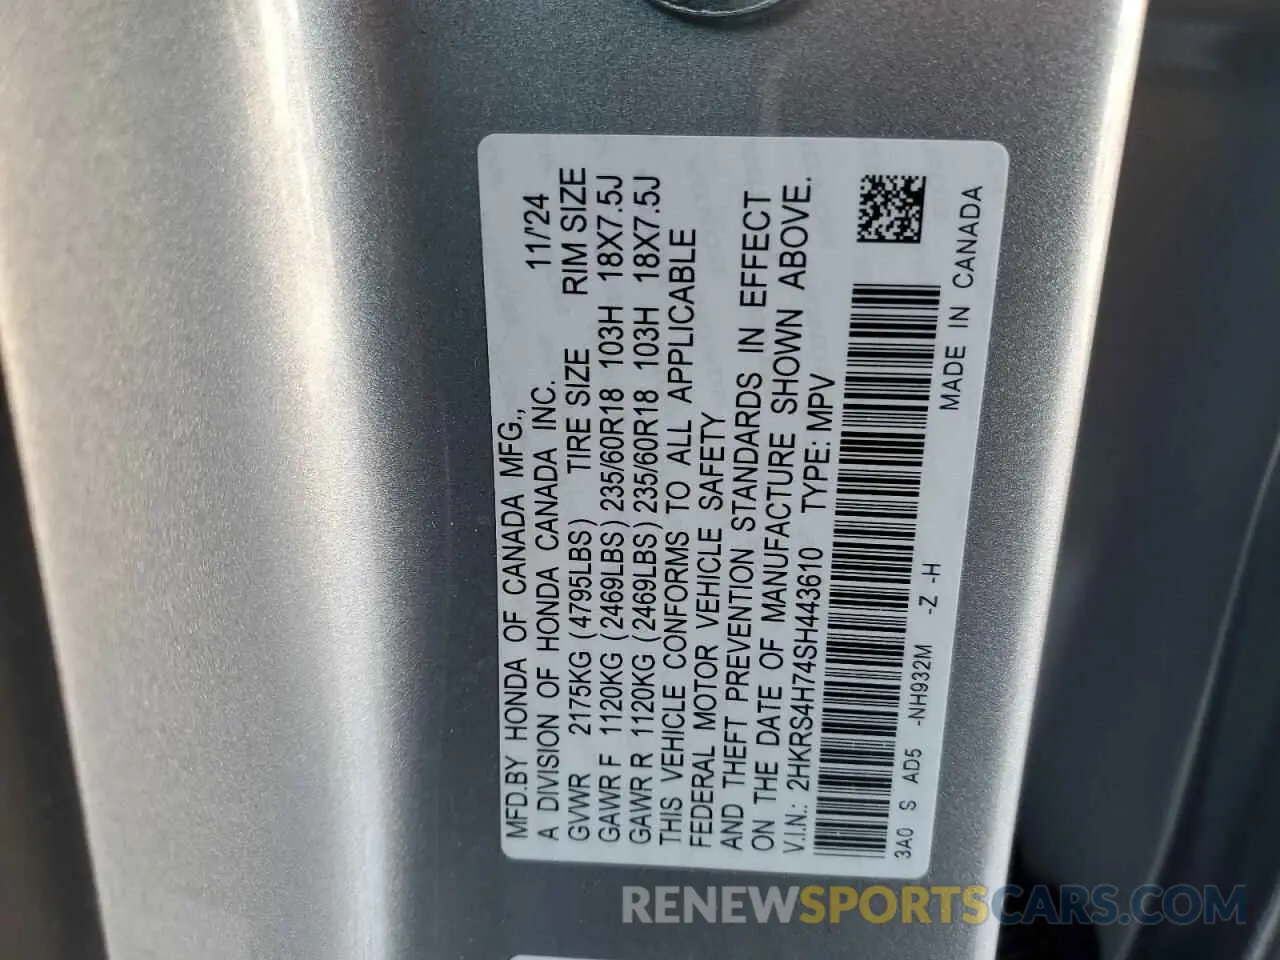 MFD.BY HONDA OF CANADA MFG.,
A DIVISION OF HONDA CANADA INC. 11/'24
GVWR 2175KG (4795LBS) TIRE SIZE RIM SIZE
GAWR F 1120KG (2469LBS) 235/60R18 103H 18X7.5J
GAWR R 1120KG (2469LBS) 235/60R18 103H 18X7.5J
THIS VEHICLE CONFORMS TO ALL APPLICABLE
FEDERAL MOTOR VEHICLE SAFETY
AND THEFT PREVENTION STANDARDS IN EFFECT
ON THE DATE OF MANUFACTURE SHOWN ABOVE.
V.I.N.: 2HKRS4H74SH443610 TYPE: MPV
3A0 S AD5 -NH932M -Z -H
MADE IN CANADA
RENEWSPORTSCARS.COM